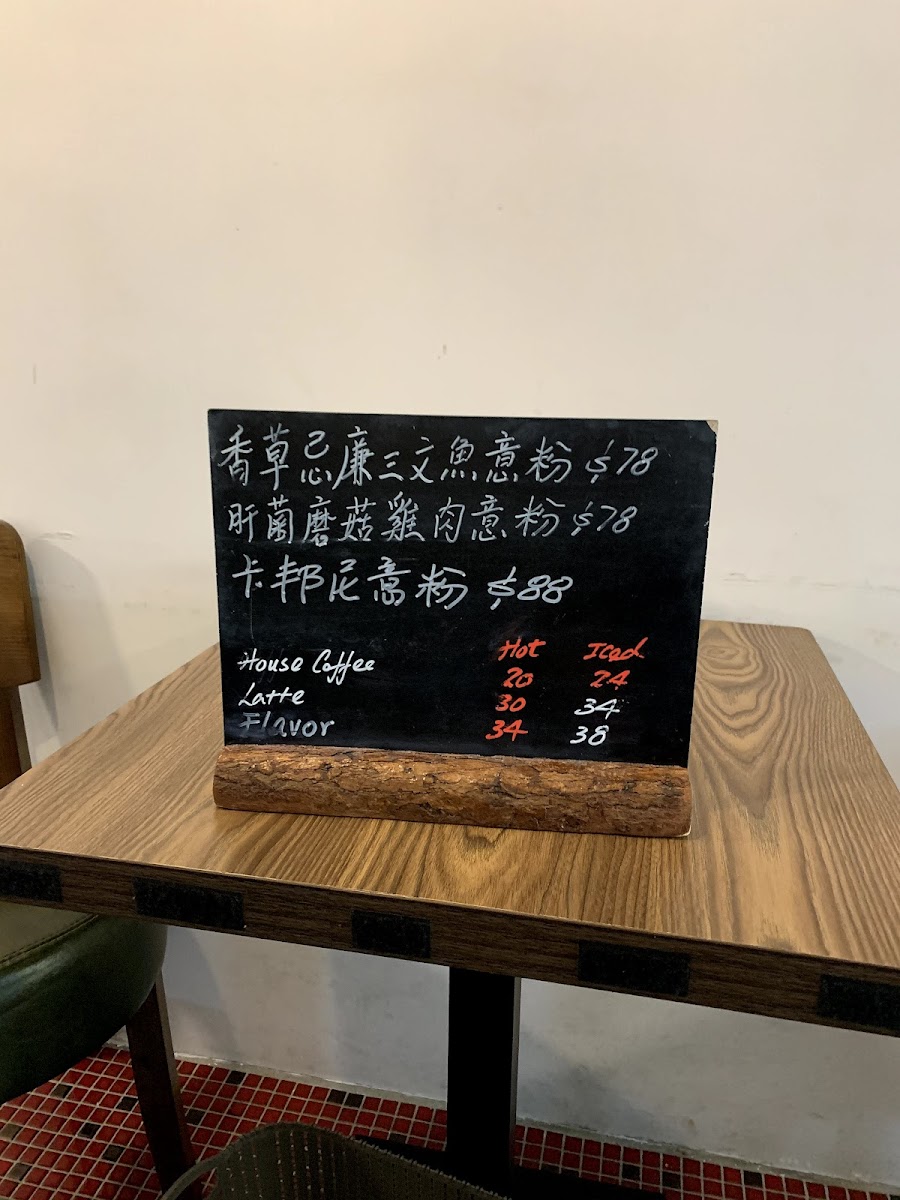 香草忌廉三文魚意粉 $78
肝菌磨菇雞肉意粉 $78
卡邦尼意粉 $88
Hot Iced
House Coffee 20 24
Latte 30 34
Flavor 34 38